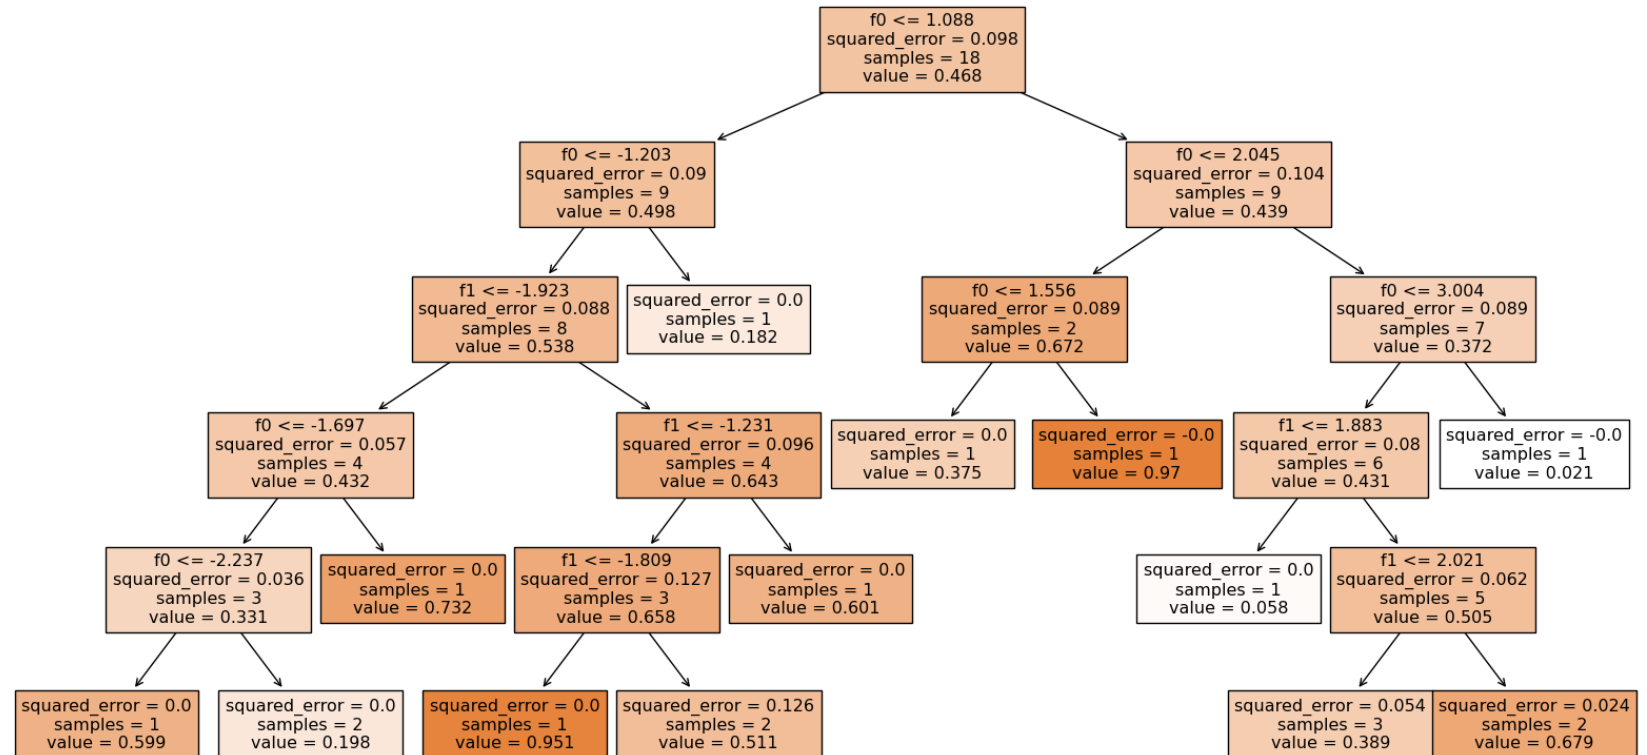 f0 <= 1.088
squared_error = 0.098
samples = 18
value = 0.468
f0 <= -1.203
squared_error = 0.09
samples = 9
value = 0.498
f0 <= 2.045
squared_error = 0.104
samples = 9
value = 0.439
f1 <= -1.923
squared_error = 0.088
samples = 8
value = 0.538
squared_error = 0.0
samples = 1
value = 0.182
f0 <= 1.556
squared_error = 0.089
samples = 2
value = 0.672
f0 <= 3.004
squared_error = 0.089
samples = 7
value = 0.372
f0 <= -1.697
squared_error = 0.057
samples = 4
value = 0.432
f1 <= -1.231
squared_error = 0.096
samples = 4
value = 0.643
squared_error = 0.0
samples = 1
value = 0.375
squared_error = -0.0
samples = 1
value = 0.97
f1 <= 1.883
squared_error = 0.08
samples = 6
value = 0.431
squared_error = -0.0
samples = 1
value = 0.021
f0 <= -2.237
squared_error = 0.036
samples = 3
value = 0.331
squared_error = 0.0
samples = 1
value = 0.732
f1 <= -1.809
squared_error = 0.127
samples = 3
value = 0.658
squared_error = 0.0
samples = 1
value = 0.601
squared_error = 0.0
samples = 1
value = 0.058
f1 <= 2.021
squared_error = 0.062
samples = 5
value = 0.505
squared_error = 0.0
samples = 1
value = 0.599
squared_error = 0.0
samples = 2
value = 0.198
squared_error = 0.0
samples = 1
value = 0.951
squared_error = 0.126
samples = 2
value = 0.511
squared_error = 0.054
samples = 3
value = 0.389
squared_error = 0.024
samples = 2
value = 0.679